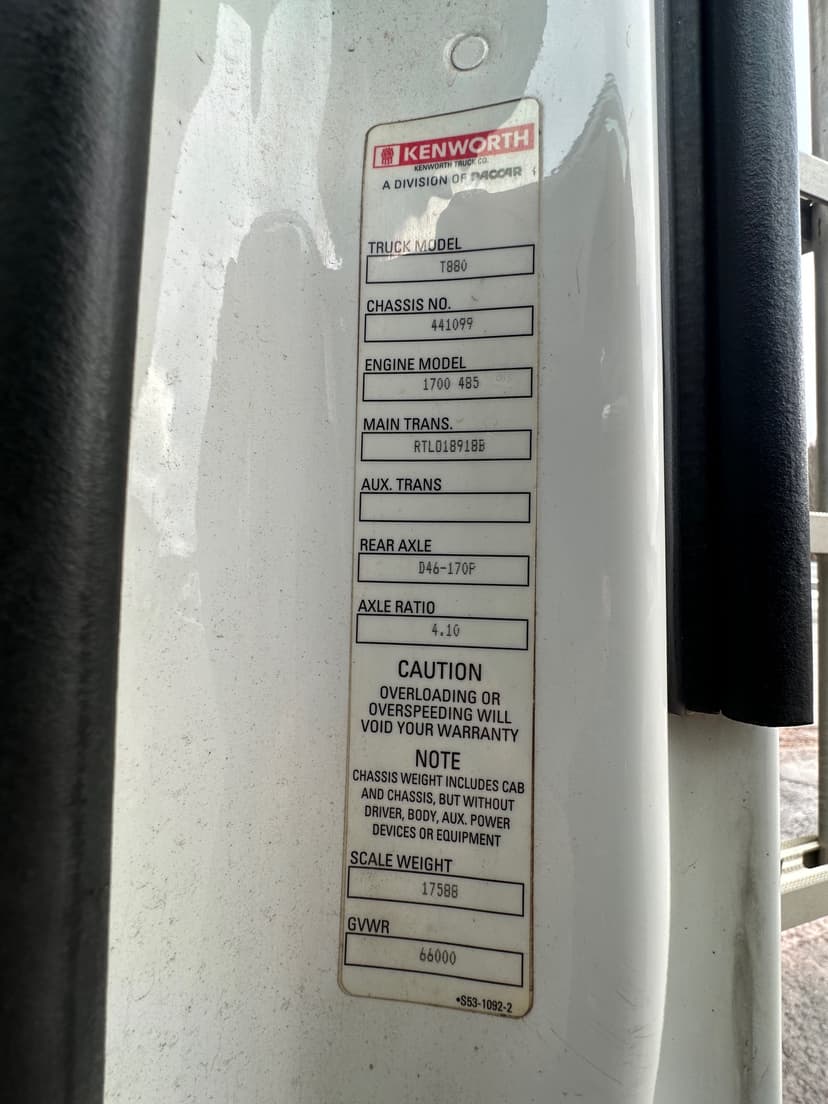 KENWORTH
KENWORTH TRUCK CO.
A DIVISION OF PACCAR
TRUCK MODEL
T880
CHASSIS NO.
441099
ENGINE MODEL
1700 485
MAIN TRANS.
RTLO18918B
AUX. TRANS
REAR AXLE
D46-170P
AXLE RATIO
4.10
CAUTION
OVERLOADING OR
OVERSPEEDING WILL
VOID YOUR WARRANTY
NOTE
CHASSIS WEIGHT INCLUDES CAB
AND CHASSIS, BUT WITHOUT
DRIVER, BODY, AUX. POWER
DEVICES OR EQUIPMENT
SCALE WEIGHT
17588
GVWR
66000
*S53-1092-2